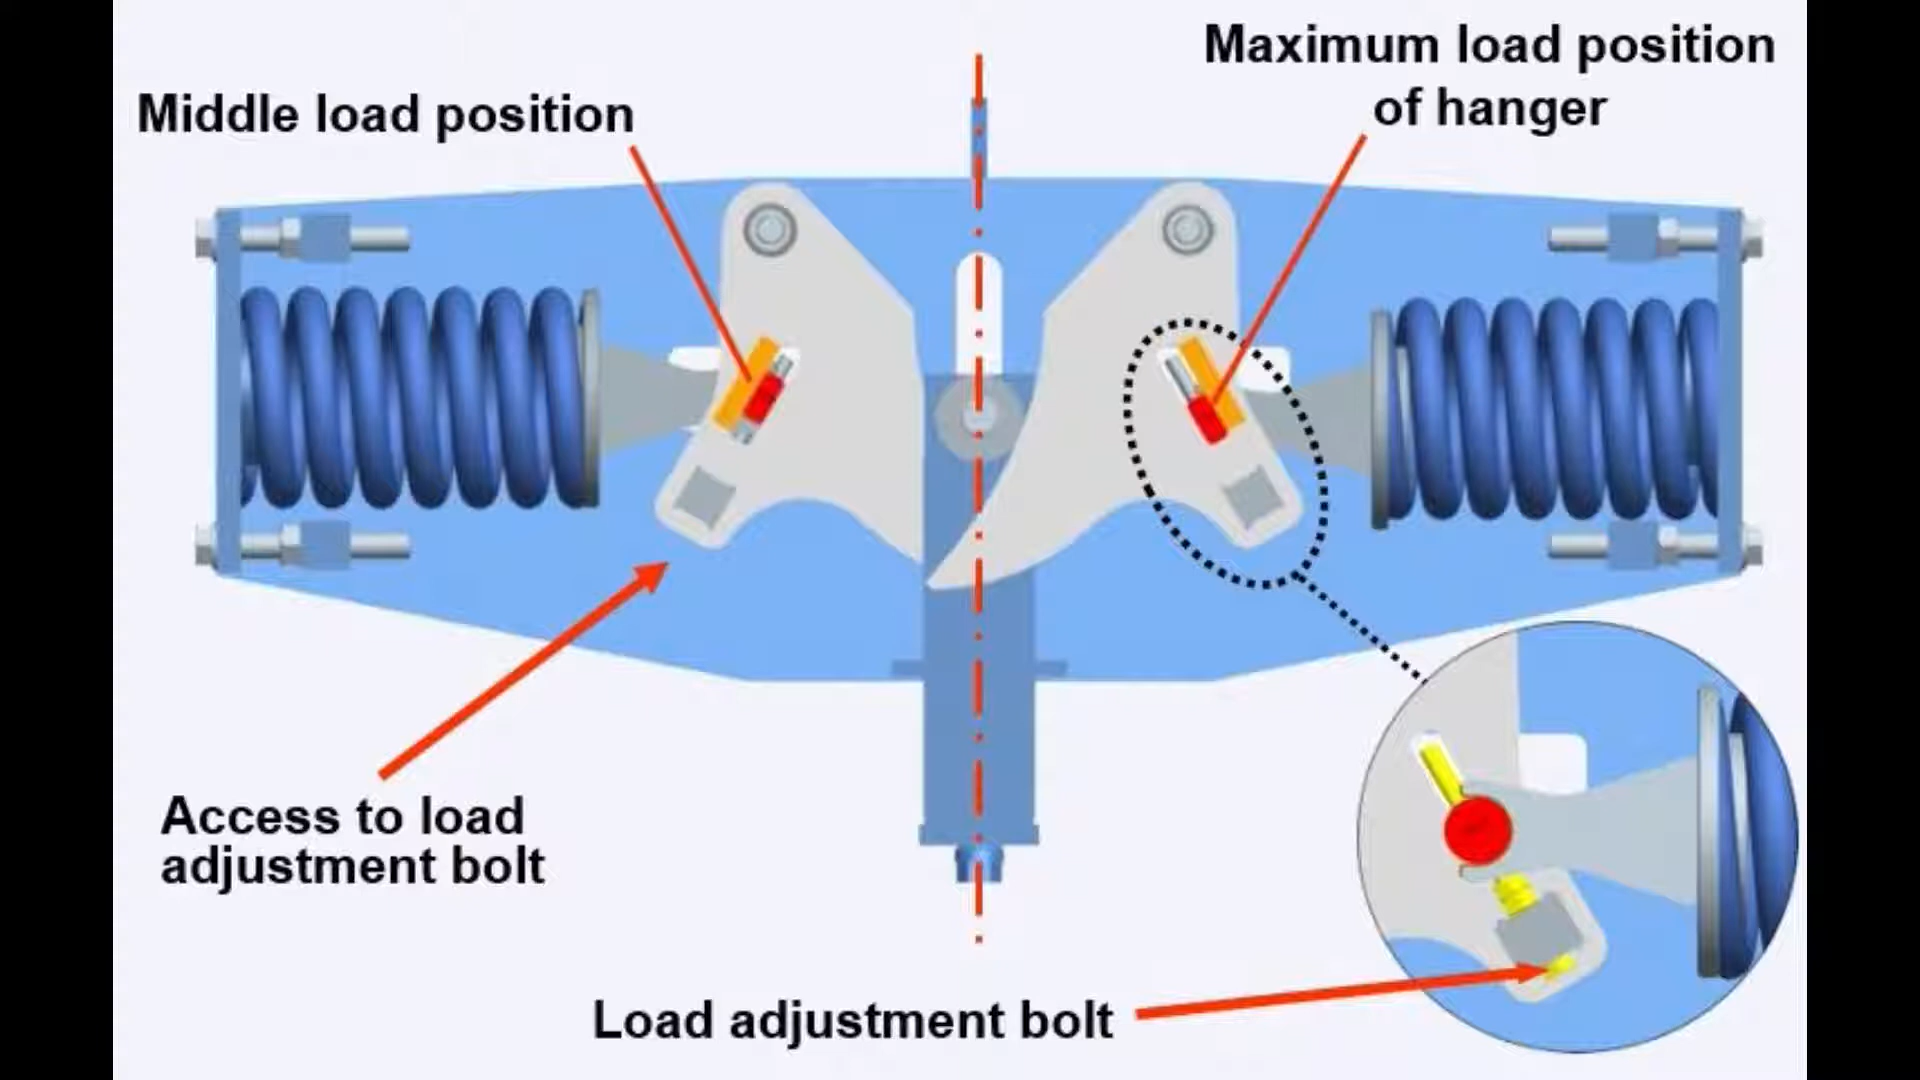 Maximum load position
of hanger
Middle load position
Access to load
adjustment bolt
Load adjustment bolt